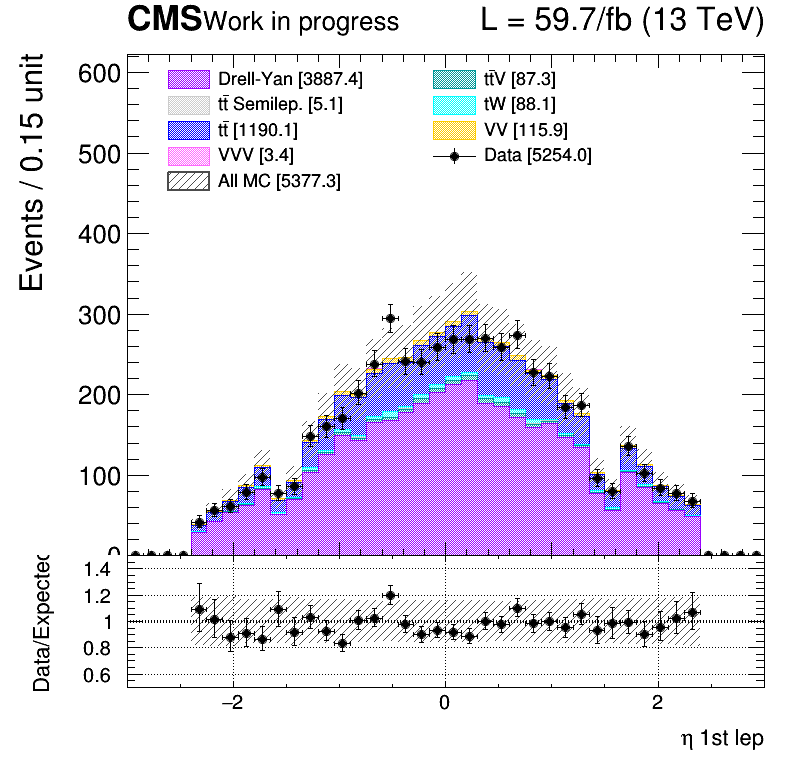 CMS Work in progress L = 59.7/fb (13 TeV)
Events / 0.15 unit
600
500
400
300
200
100
0
Drell-Yan [3887.4]
tt̄ Semilep. [5.1]
tt̄ [1190.1]
VVV [3.4]
All MC [5377.3]
tt̄V [87.3]
tW [88.1]
VV [115.9]
Data [5254.0]
Data/Expected
1.4
1.2
1
0.8
0.6
−2 0 2
η 1st lep